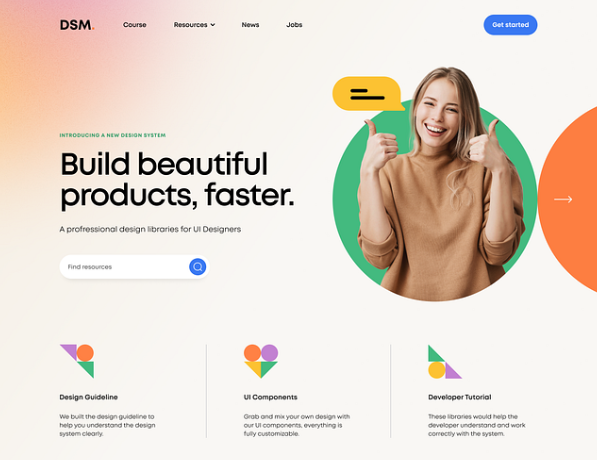 DSM.
Course
Resources
News
Jobs
Get started
INTRODUCING A NEW DESIGN SYSTEM
Build beautiful
products, faster.
A profressional design libraries for UI Designers
Find resources
Design Guideline
We built the design guideline to
help you understand the design
system clearly.
UI Components
Grab and mix your own design with
our UI components, everything is
fully customizable.
Developer Tutorial
These libraries would help the
developer understand and work
correctly with the system.